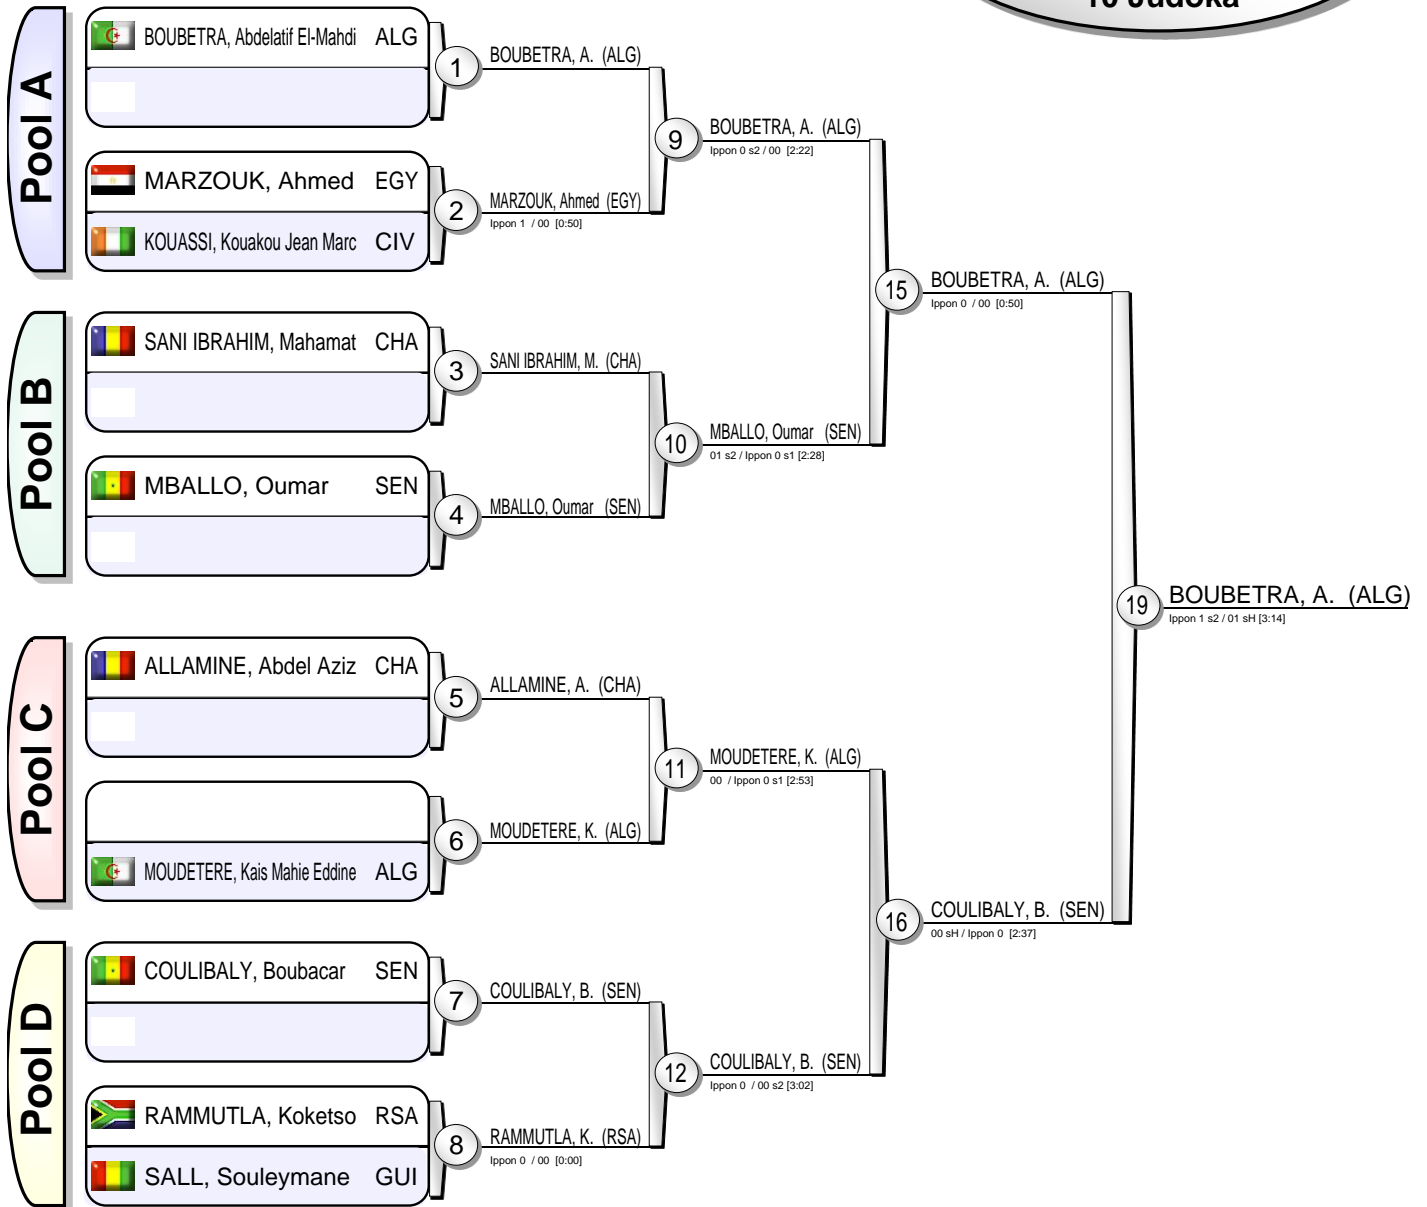 10 Judoka
Pool A
BOUBETRA, Abdelatif El-Mahdi ALG
MARZOUK, Ahmed EGY
KOUASSI, Kouakou Jean Marc CIV
1
BOUBETRA, A. (ALG)
2
MARZOUK, Ahmed (EGY)
Ippon 1 / 00 [0:50]
9
BOUBETRA, A. (ALG)
Ippon 0 s2 / 00 [2:22]
Pool B
SANI IBRAHIM, Mahamat CHA
MBALLO, Oumar SEN
3
SANI IBRAHIM, M. (CHA)
4
MBALLO, Oumar (SEN)
10
MBALLO, Oumar (SEN)
01 s2 / Ippon 0 s1 [2:28]
15
BOUBETRA, A. (ALG)
Ippon 0 / 00 [0:50]
Pool C
ALLAMINE, Abdel Aziz CHA
MOUDETERE, Kais Mahie Eddine ALG
5
ALLAMINE, A. (CHA)
6
MOUDETERE, K. (ALG)
11
MOUDETERE, K. (ALG)
00 / Ippon 0 s1 [2:53]
Pool D
COULIBALY, Boubacar SEN
RAMMUTLA, Koketso RSA
SALL, Souleymane GUI
7
COULIBALY, B. (SEN)
8
RAMMUTLA, K. (RSA)
Ippon 0 / 00 [0:00]
12
COULIBALY, B. (SEN)
Ippon 0 / 00 s2 [3:02]
16
COULIBALY, B. (SEN)
00 sH / Ippon 0 [2:37]
19
BOUBETRA, A. (ALG)
Ippon 1 s2 / 01 sH [3:14]